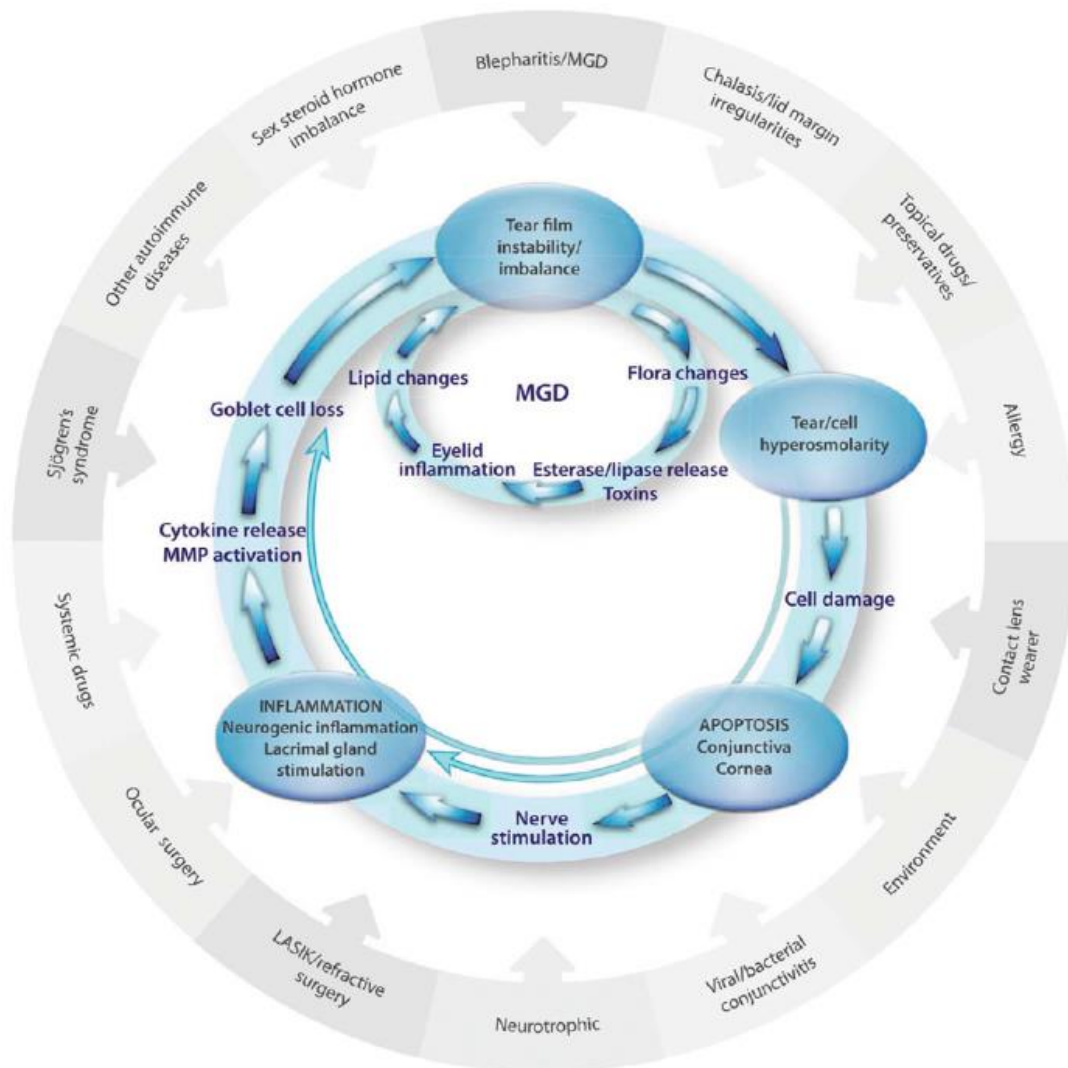 Blepharitis/MGD
Chalasis/lid margin
irregularities
Topical drugs/
preservatives
Allergy
Contact lens
wearer
Environment
Viral/bacterial
conjunctivitis
Neurotrophic
LASIK/refractive
surgery
Ocular surgery
Systemic drugs
Sjögren's
syndrome
Other autoimmune
diseases
Sex steroid hormone
imbalance
Tear film
instability/
imbalance
Tear/cell
hyperosmolarity
Cell damage
APOPTOSIS
Conjunctiva
Cornea
Nerve
stimulation
INFLAMMATION
Neurogenic inflammation
Lacrimal gland
stimulation
Cytokine release
MMP activation
Goblet cell loss
MGD
Flora changes
Esterase/lipase release
Toxins
Eyelid
inflammation
Lipid changes